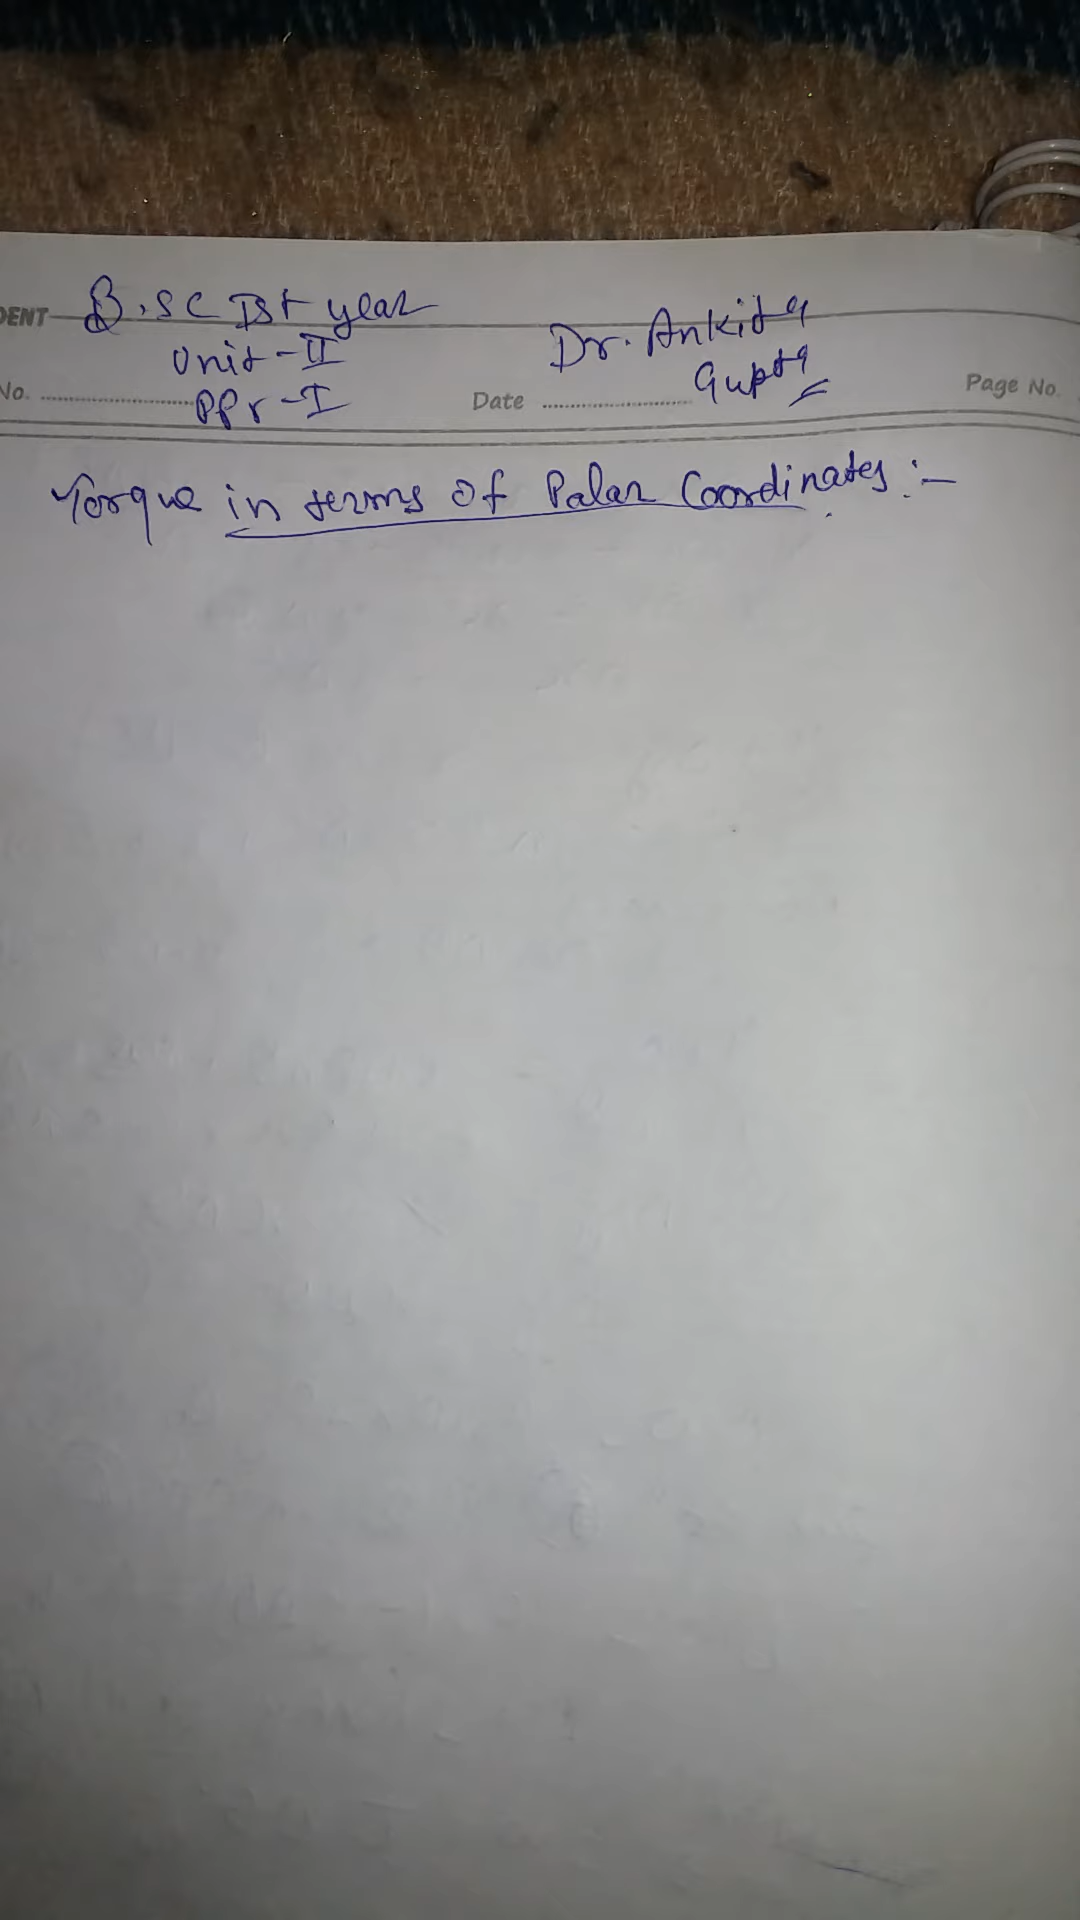 DENT B.sc Ist year
Unit-II
Dr. Ankita
Gupta
No. PPr-I
Date
Page No.
Torque in terms of Polar Coordinates :-